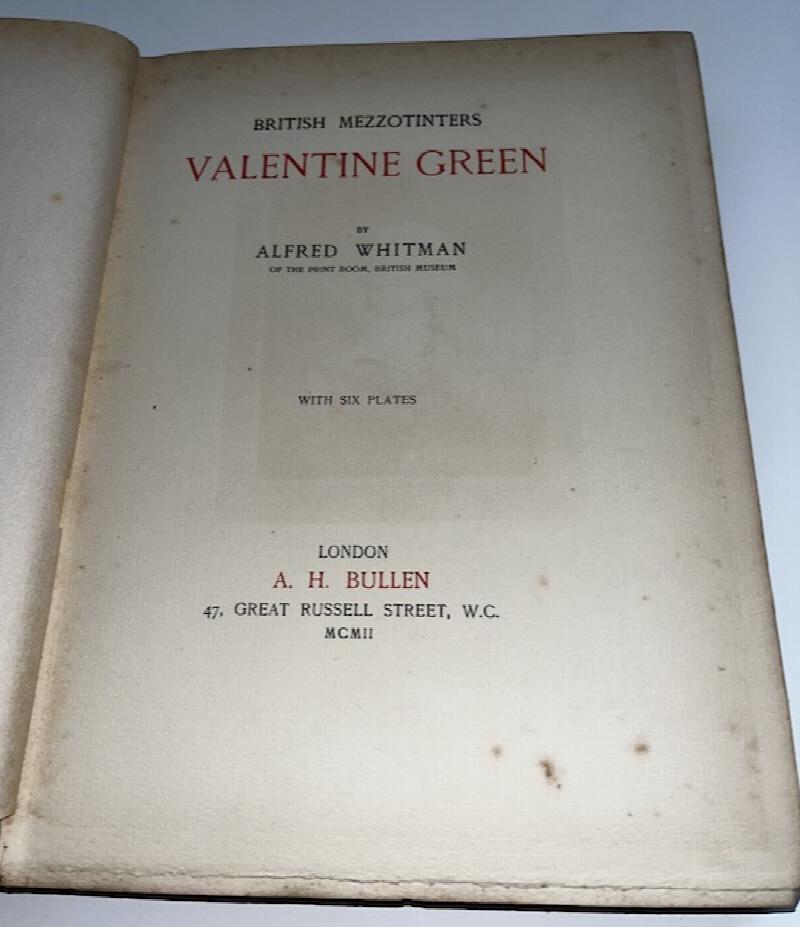 BRITISH MEZZOTINTERS
VALENTINE GREEN
BY
ALFRED WHITMAN
OF THE PRINT ROOM, BRITISH MUSEUM
WITH SIX PLATES
LONDON
A. H. BULLEN
47, GREAT RUSSELL STREET, W.C.
MCMII